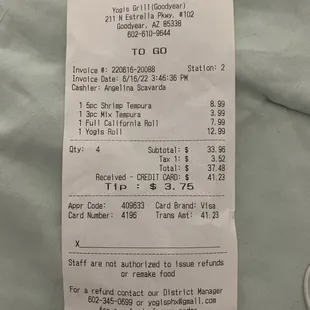 Yogis Grill(Goodyear)
211 N Estrella Pkwy. #102
Goodyear, AZ 85338
602-610-9644
TO GO
Station: 2
Invoice #: 220616-20088
Invoice Date: 6/16/22 3:46:36 PM
Cashier: Angelina Scavarda
1 5pc Shrimp Tempura 8.99
1 3pc Mix Tempura 3.99
1 Full California Roll 7.99
1 Yogis Roll 12.99
Qty: 4 Subtotal: $ 33.96
Tax 1: $ 3.52
Total: $ 37.48
Received - CREDIT CARD: $ 41.23
Tip : $ 3.75
Appr Code: 409633 Card Brand: Visa
Card Number: 4196 Trans Amt: 41.23
X
Staff are not authorized to issue refunds
or remake food
For a refund contact our District Manager
602-345-0699 or yogisphx@gmail.com